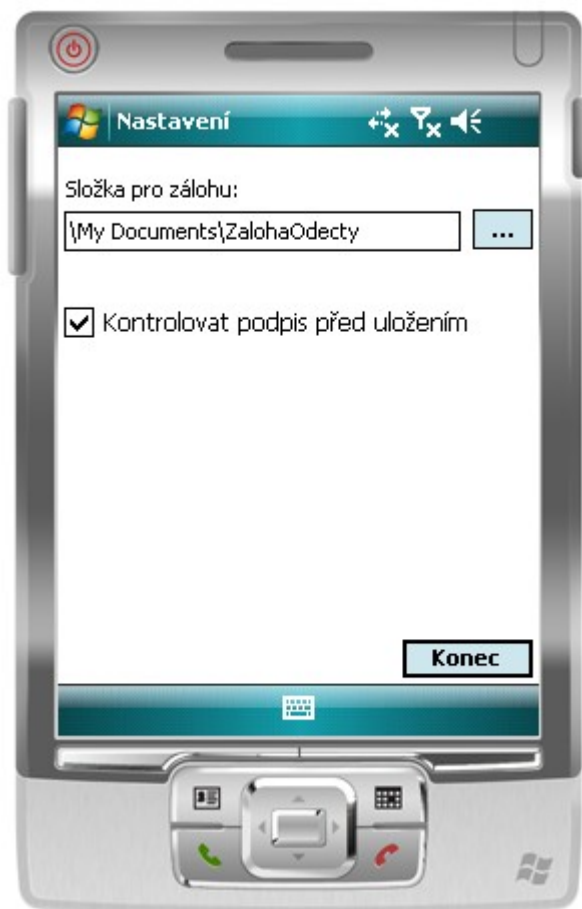 Nastavení
Složka pro zálohu:
\My Documents\ZalohaOdecty
...
Kontrolovat podpis před uložením
Konec